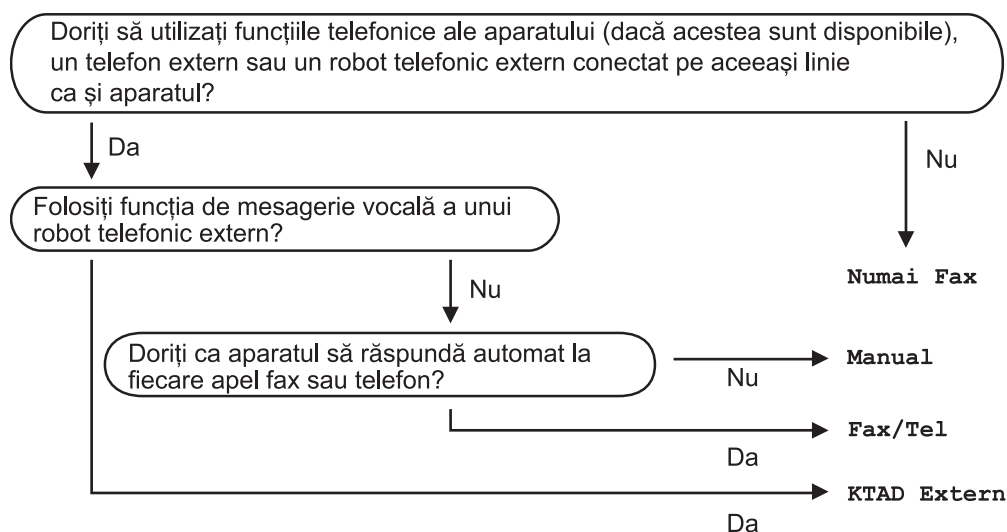 Doriți să utilizați funcțiile telefonice ale aparatului (dacă acestea sunt disponibile),
un telefon extern sau un robot telefonic extern conectat pe aceeași linie
ca și aparatul?
Da
Nu
Folosiți funcția de mesagerie vocală a unui
robot telefonic extern?
Numai Fax
Nu
Doriți ca aparatul să răspundă automat la
fiecare apel fax sau telefon?
Manual
Nu
Fax/Tel
Da
KTAD Extern
Da